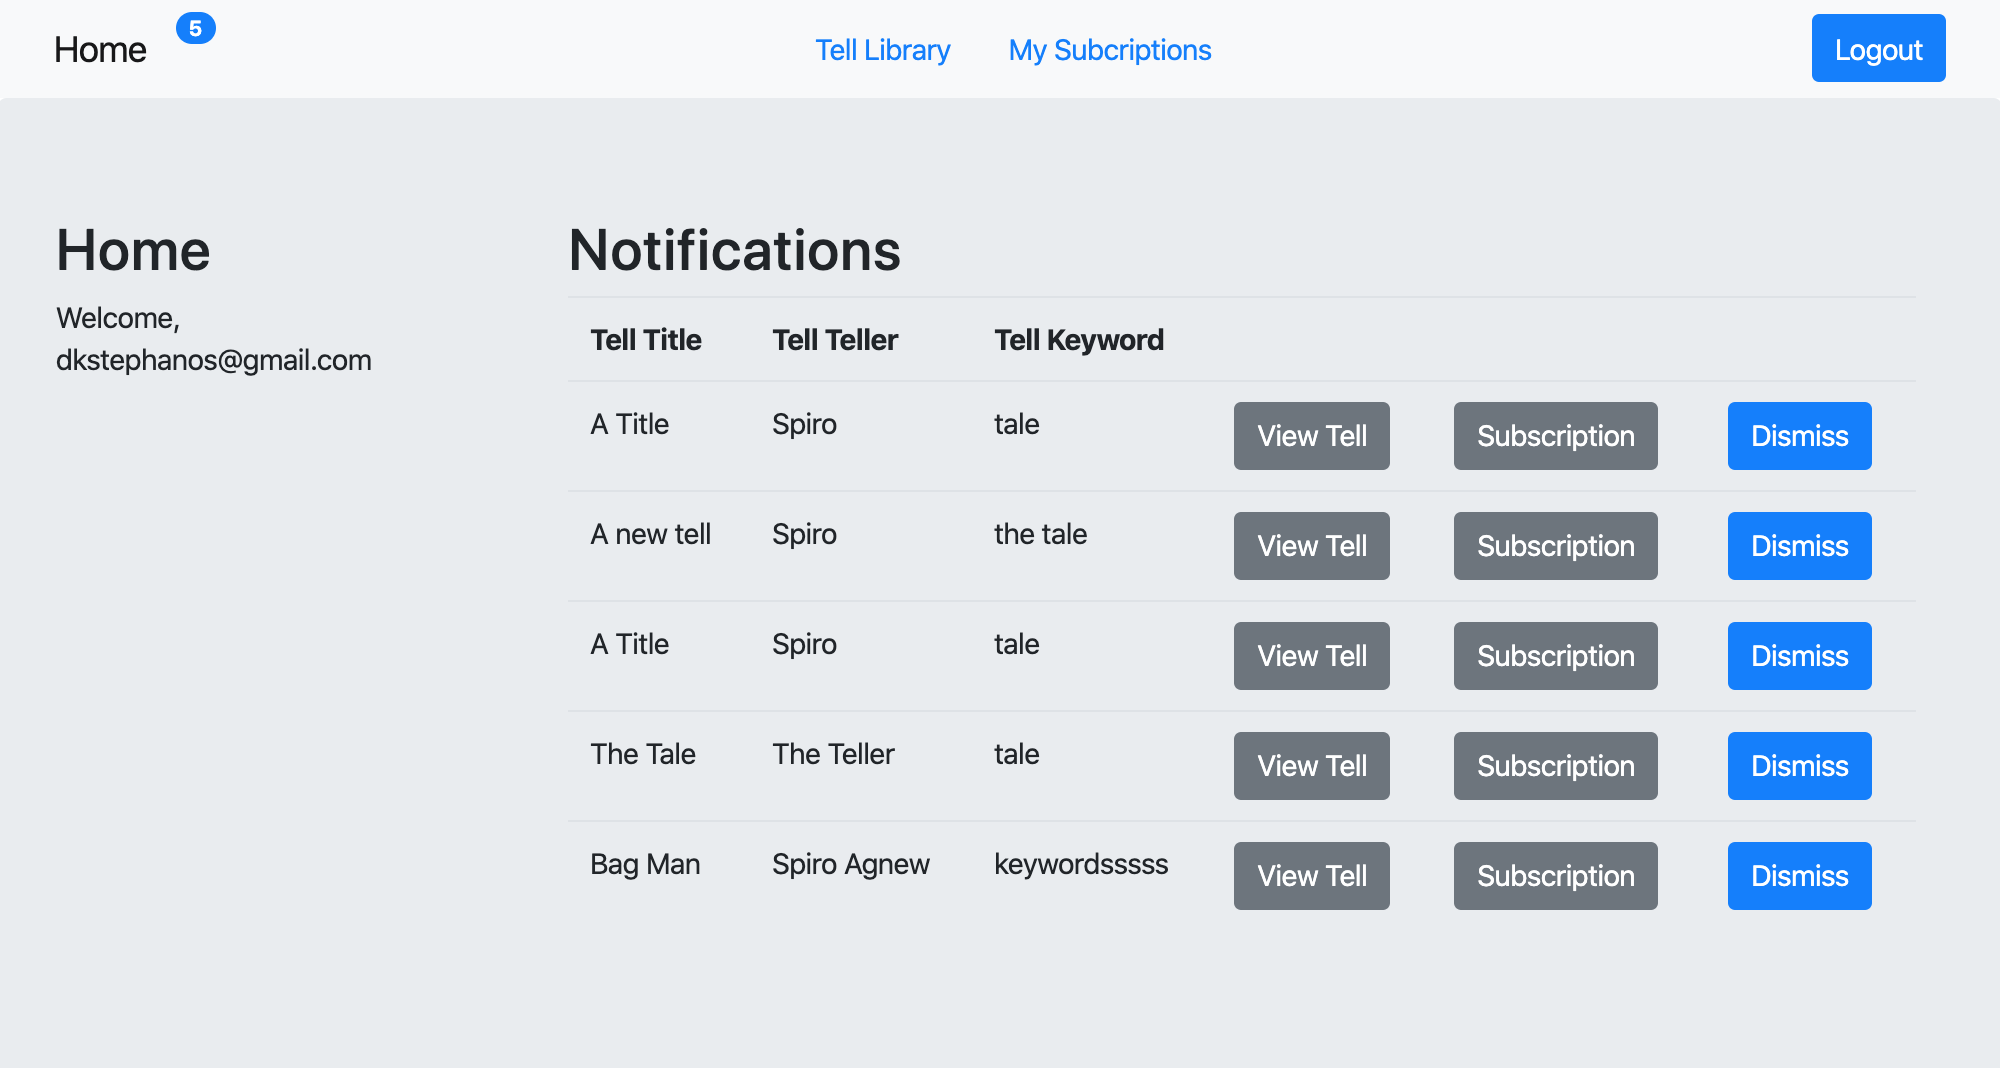 Home 5 Tell Library My Subcriptions Logout
Home
Welcome,
dkstephanos@gmail.com
Notifications
Tell Title Tell Teller Tell Keyword
A Title Spiro tale View Tell Subscription Dismiss
A new tell Spiro the tale View Tell Subscription Dismiss
A Title Spiro tale View Tell Subscription Dismiss
The Tale The Teller tale View Tell Subscription Dismiss
Bag Man Spiro Agnew keywordsssss View Tell Subscription Dismiss